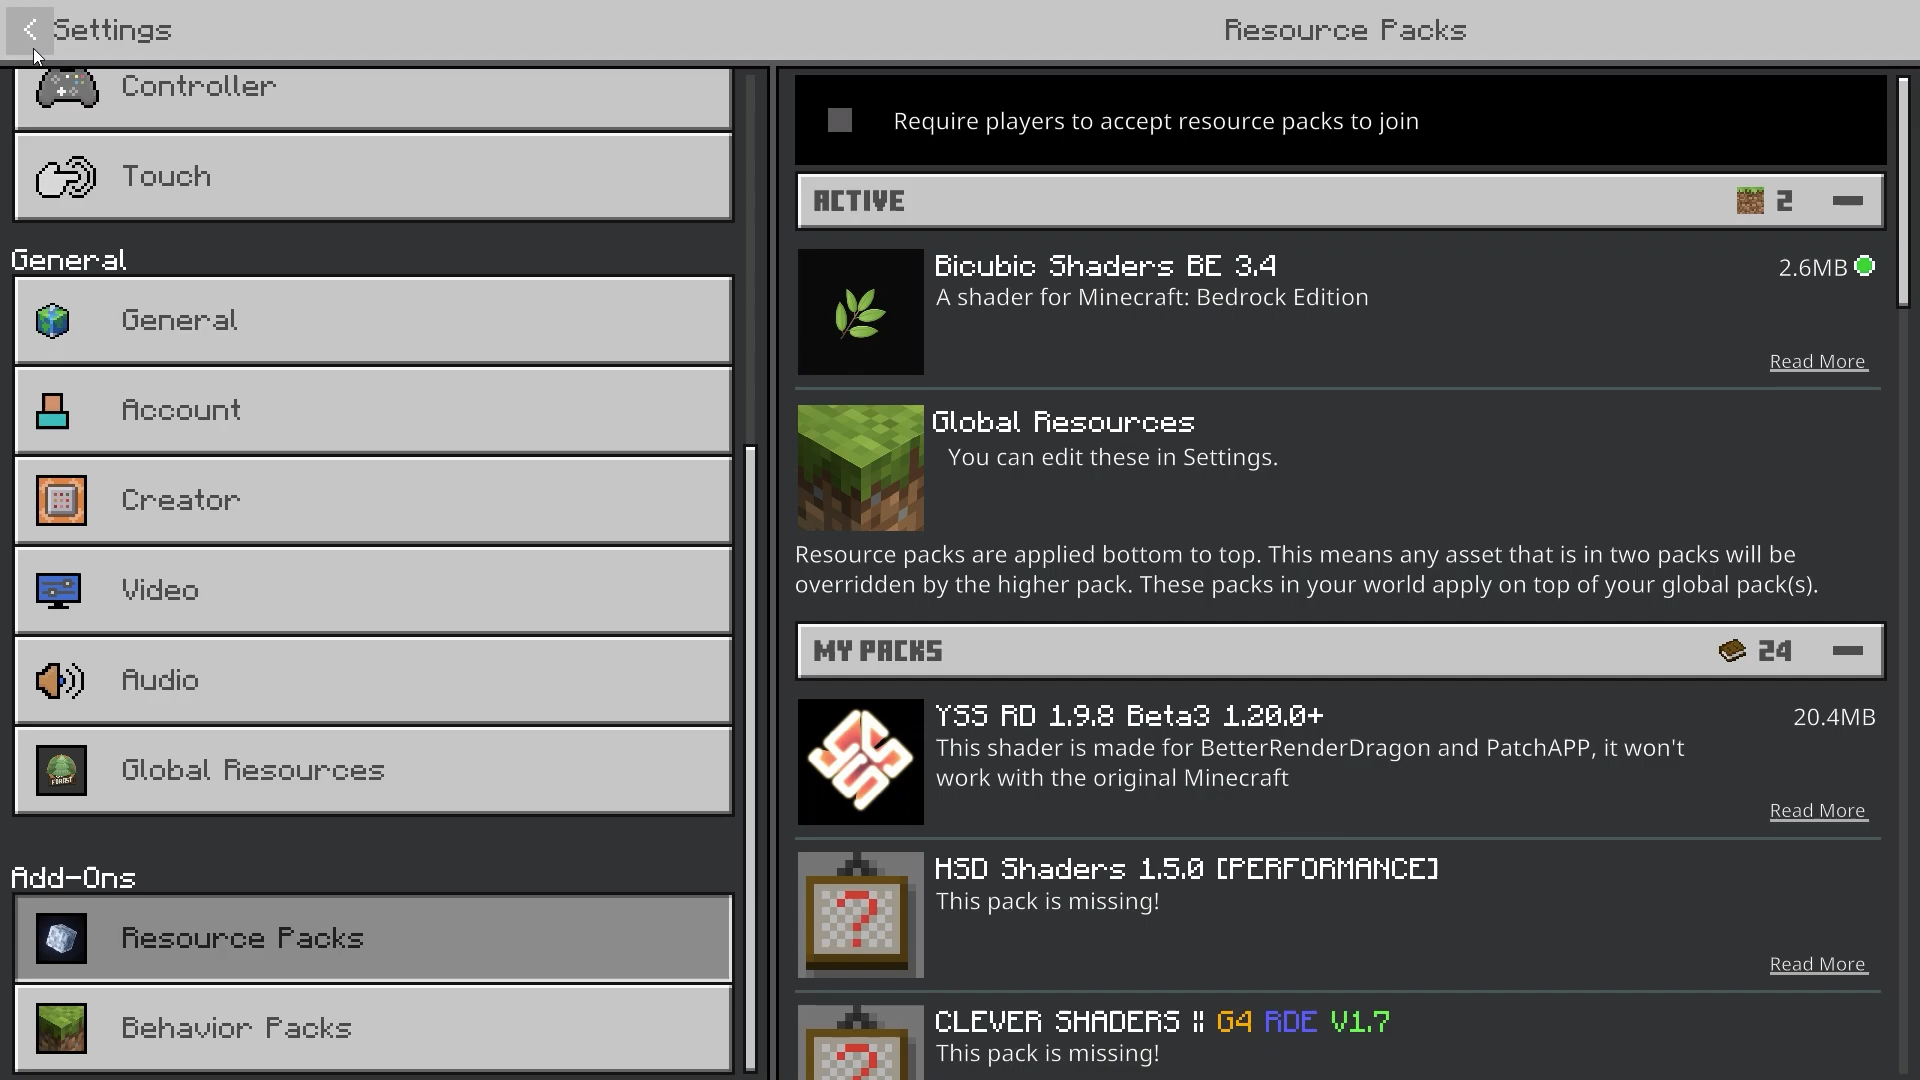 Settings
Resource Packs
Controller
Touch
General
General
Account
Creator
Video
Audio
Global Resources
Add-Ons
Resource Packs
Behavior Packs
Require players to accept resource packs to join
ACTIVE
2
Bicubic Shaders BE 3.4
2.6MB
A shader for Minecraft: Bedrock Edition
Read More
Global Resources
You can edit these in Settings.
Resource packs are applied bottom to top. This means any asset that is in two packs will be
overridden by the higher pack. These packs in your world apply on top of your global pack(s).
MY PACKS
24
YSS RD 1.9.8 Beta3 1.20.0+
20.4MB
This shader is made for BetterRenderDragon and PatchAPP, it won't
work with the original Minecraft
Read More
HSD Shaders 1.5.0 [PERFORMANCE]
This pack is missing!
Read More
CLEVER SHADERS || G4 RDE V1.7
This pack is missing!